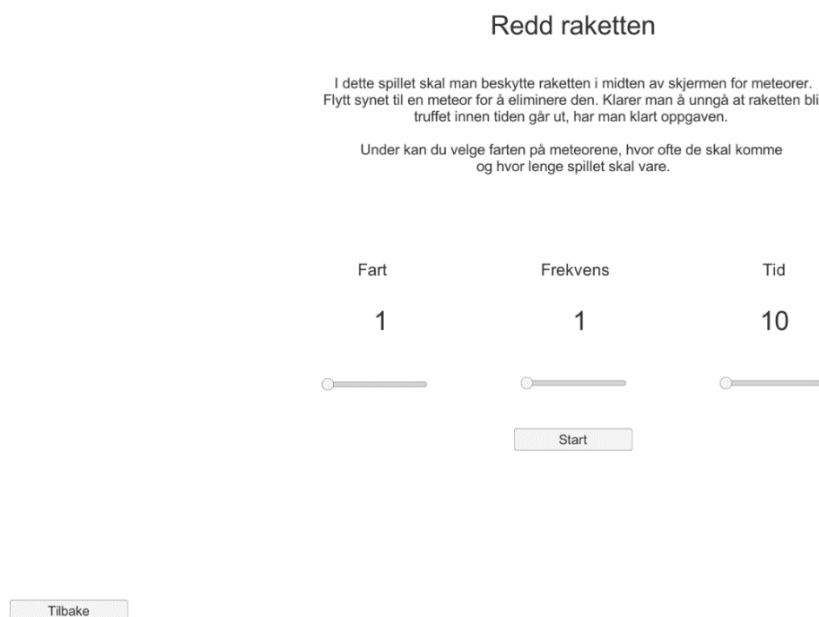 Redd raketten
I dette spillet skal man beskytte raketten i midten av skjermen for meteorer.
Flytt synet til en meteor for å eliminere den. Klarer man å unngå at raketten bli
truffet innen tiden går ut, har man klart oppgaven.
Under kan du velge farten på meteorene, hvor ofte de skal komme
og hvor lenge spillet skal vare.
Fart Frekvens Tid
1 1 10
Start
Tilbake